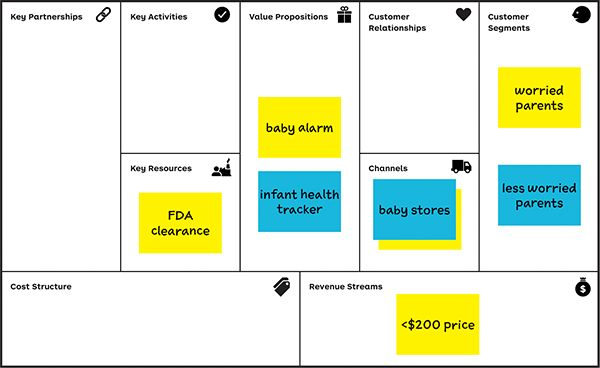 Key Partnerships
Key Activities
Value Propositions
Customer
Relationships
Customer
Segments
worried
parents
baby alarm
Key Resources
Channels
infant health
tracker
less worried
parents
FDA
clearance
baby stores
Cost Structure
Revenue Streams
$
<$200 price